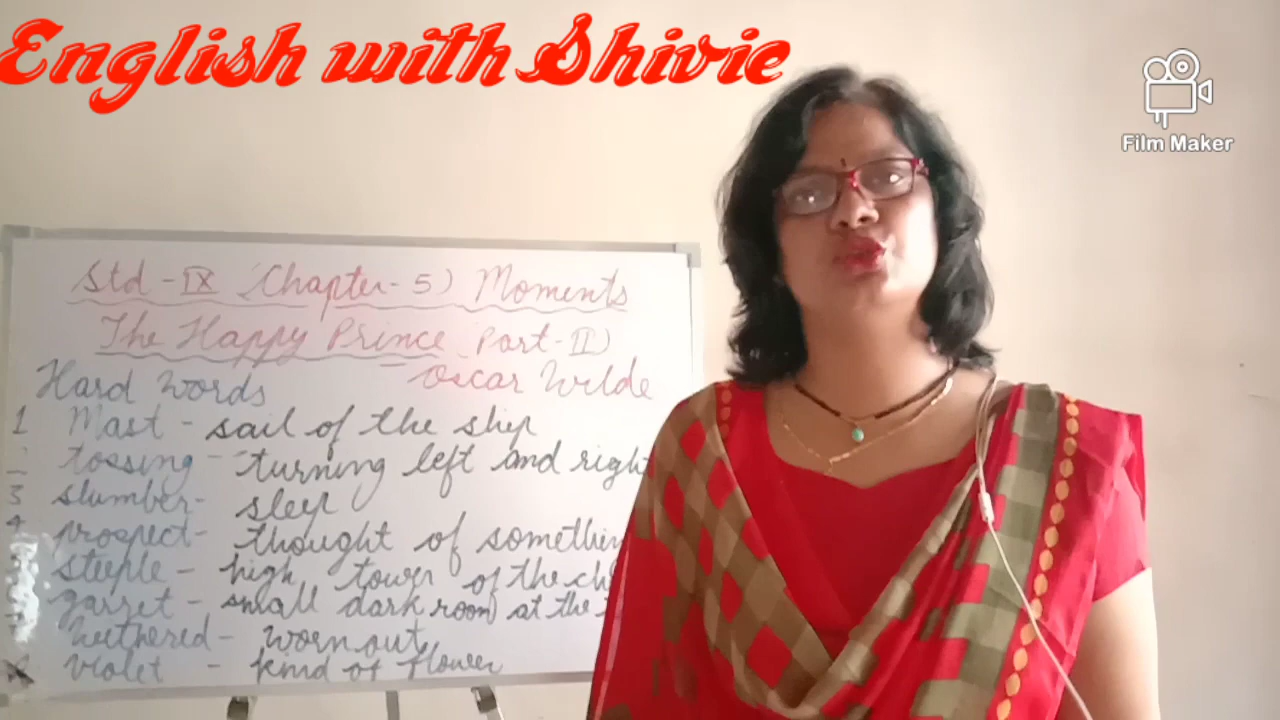 English with Shivie
Film Maker
Std - IX (Chapter - 5) Moments
The Happy Prince (Part - II)
- Oscar Wilde
Hard Words
1 Mast - sail of the ship
tossing - turning left and right
3 slumber - sleep
4 prospect - thought of somethin
steeple - high tower of the ch
garret - small dark room at the
- worn out
violet - kind of flower